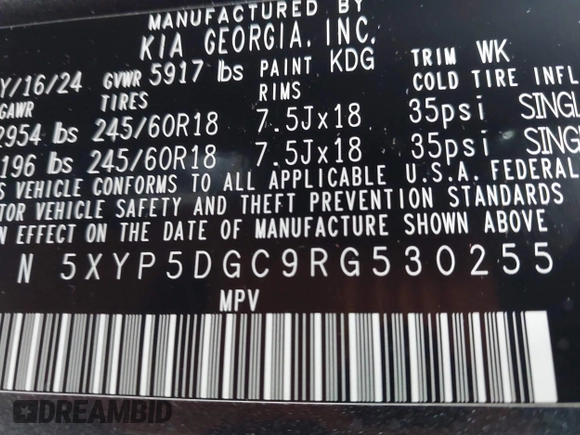 MANUFACTURED BY
KIA GEORGIA, INC.
Y/16/24 GVWR 5917 lbs PAINT KDG TRIM WK
GAWR TIRES RIMS COLD TIRE INFL
2954 lbs 245/60R18 7.5Jx18 35psi SINGL
196 lbs 245/60R18 7.5Jx18 35psi SING
S VEHICLE CONFORMS TO ALL APPLICABLE U.S.A. FEDERAL
TOR VEHICLE SAFETY AND THEFT PREVENTION STANDARDS
N EFFECT ON THE DATE OF MANUFACTURE SHOWN ABOVE
N 5XYP5DGC9RG530255
MPV
DREAMBID